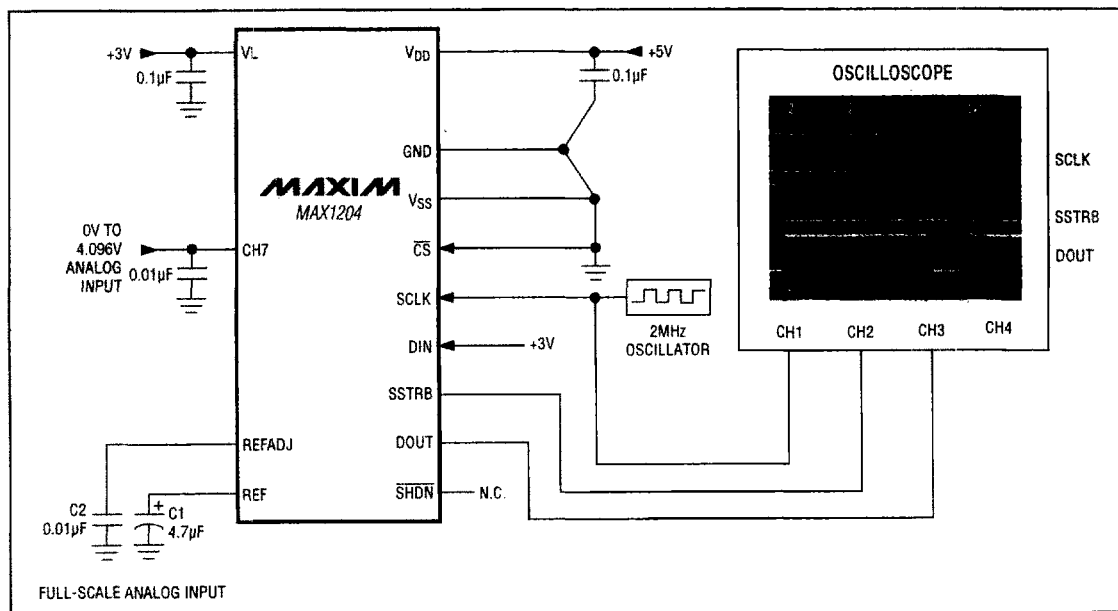 +3V
0.1µF
VL
VDD
+5V
0.1µF
GND
MAXIM
MAX1204
VSS
0V TO
4.096V
ANALOG
INPUT
0.01µF
CH7
CS
SCLK
2MHz
OSCILLATOR
DIN
+3V
SSTRB
DOUT
SHDN
N.C.
REFADJ
REF
C2
0.01µF
+
C1
4.7µF
FULL-SCALE ANALOG INPUT
OSCILLOSCOPE
SCLK
SSTRB
DOUT
CH1
CH2
CH3
CH4